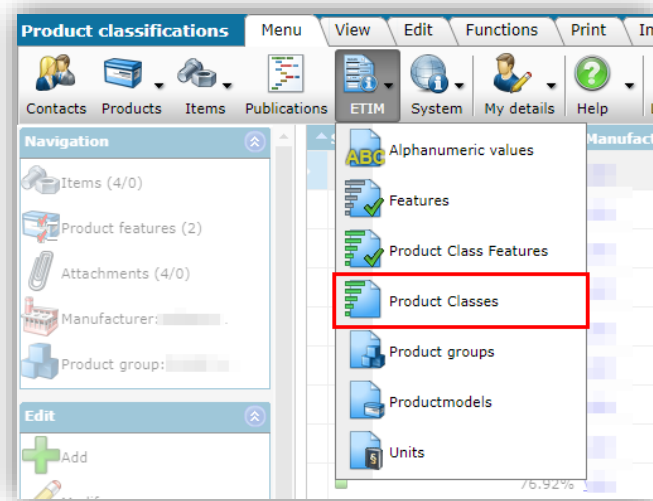 Product classifications Menu View Edit Functions Print
Contacts Products Items Publications ETIM System My details Help
Navigation
Items (4/0)
Product features (2)
Attachments (4/0)
Manufacturer:
Product group:
Edit
Add
ABC Alphanumeric values
Features
Product Class Features
Product Classes
Product groups
Productmodels
§ Units
76.92%